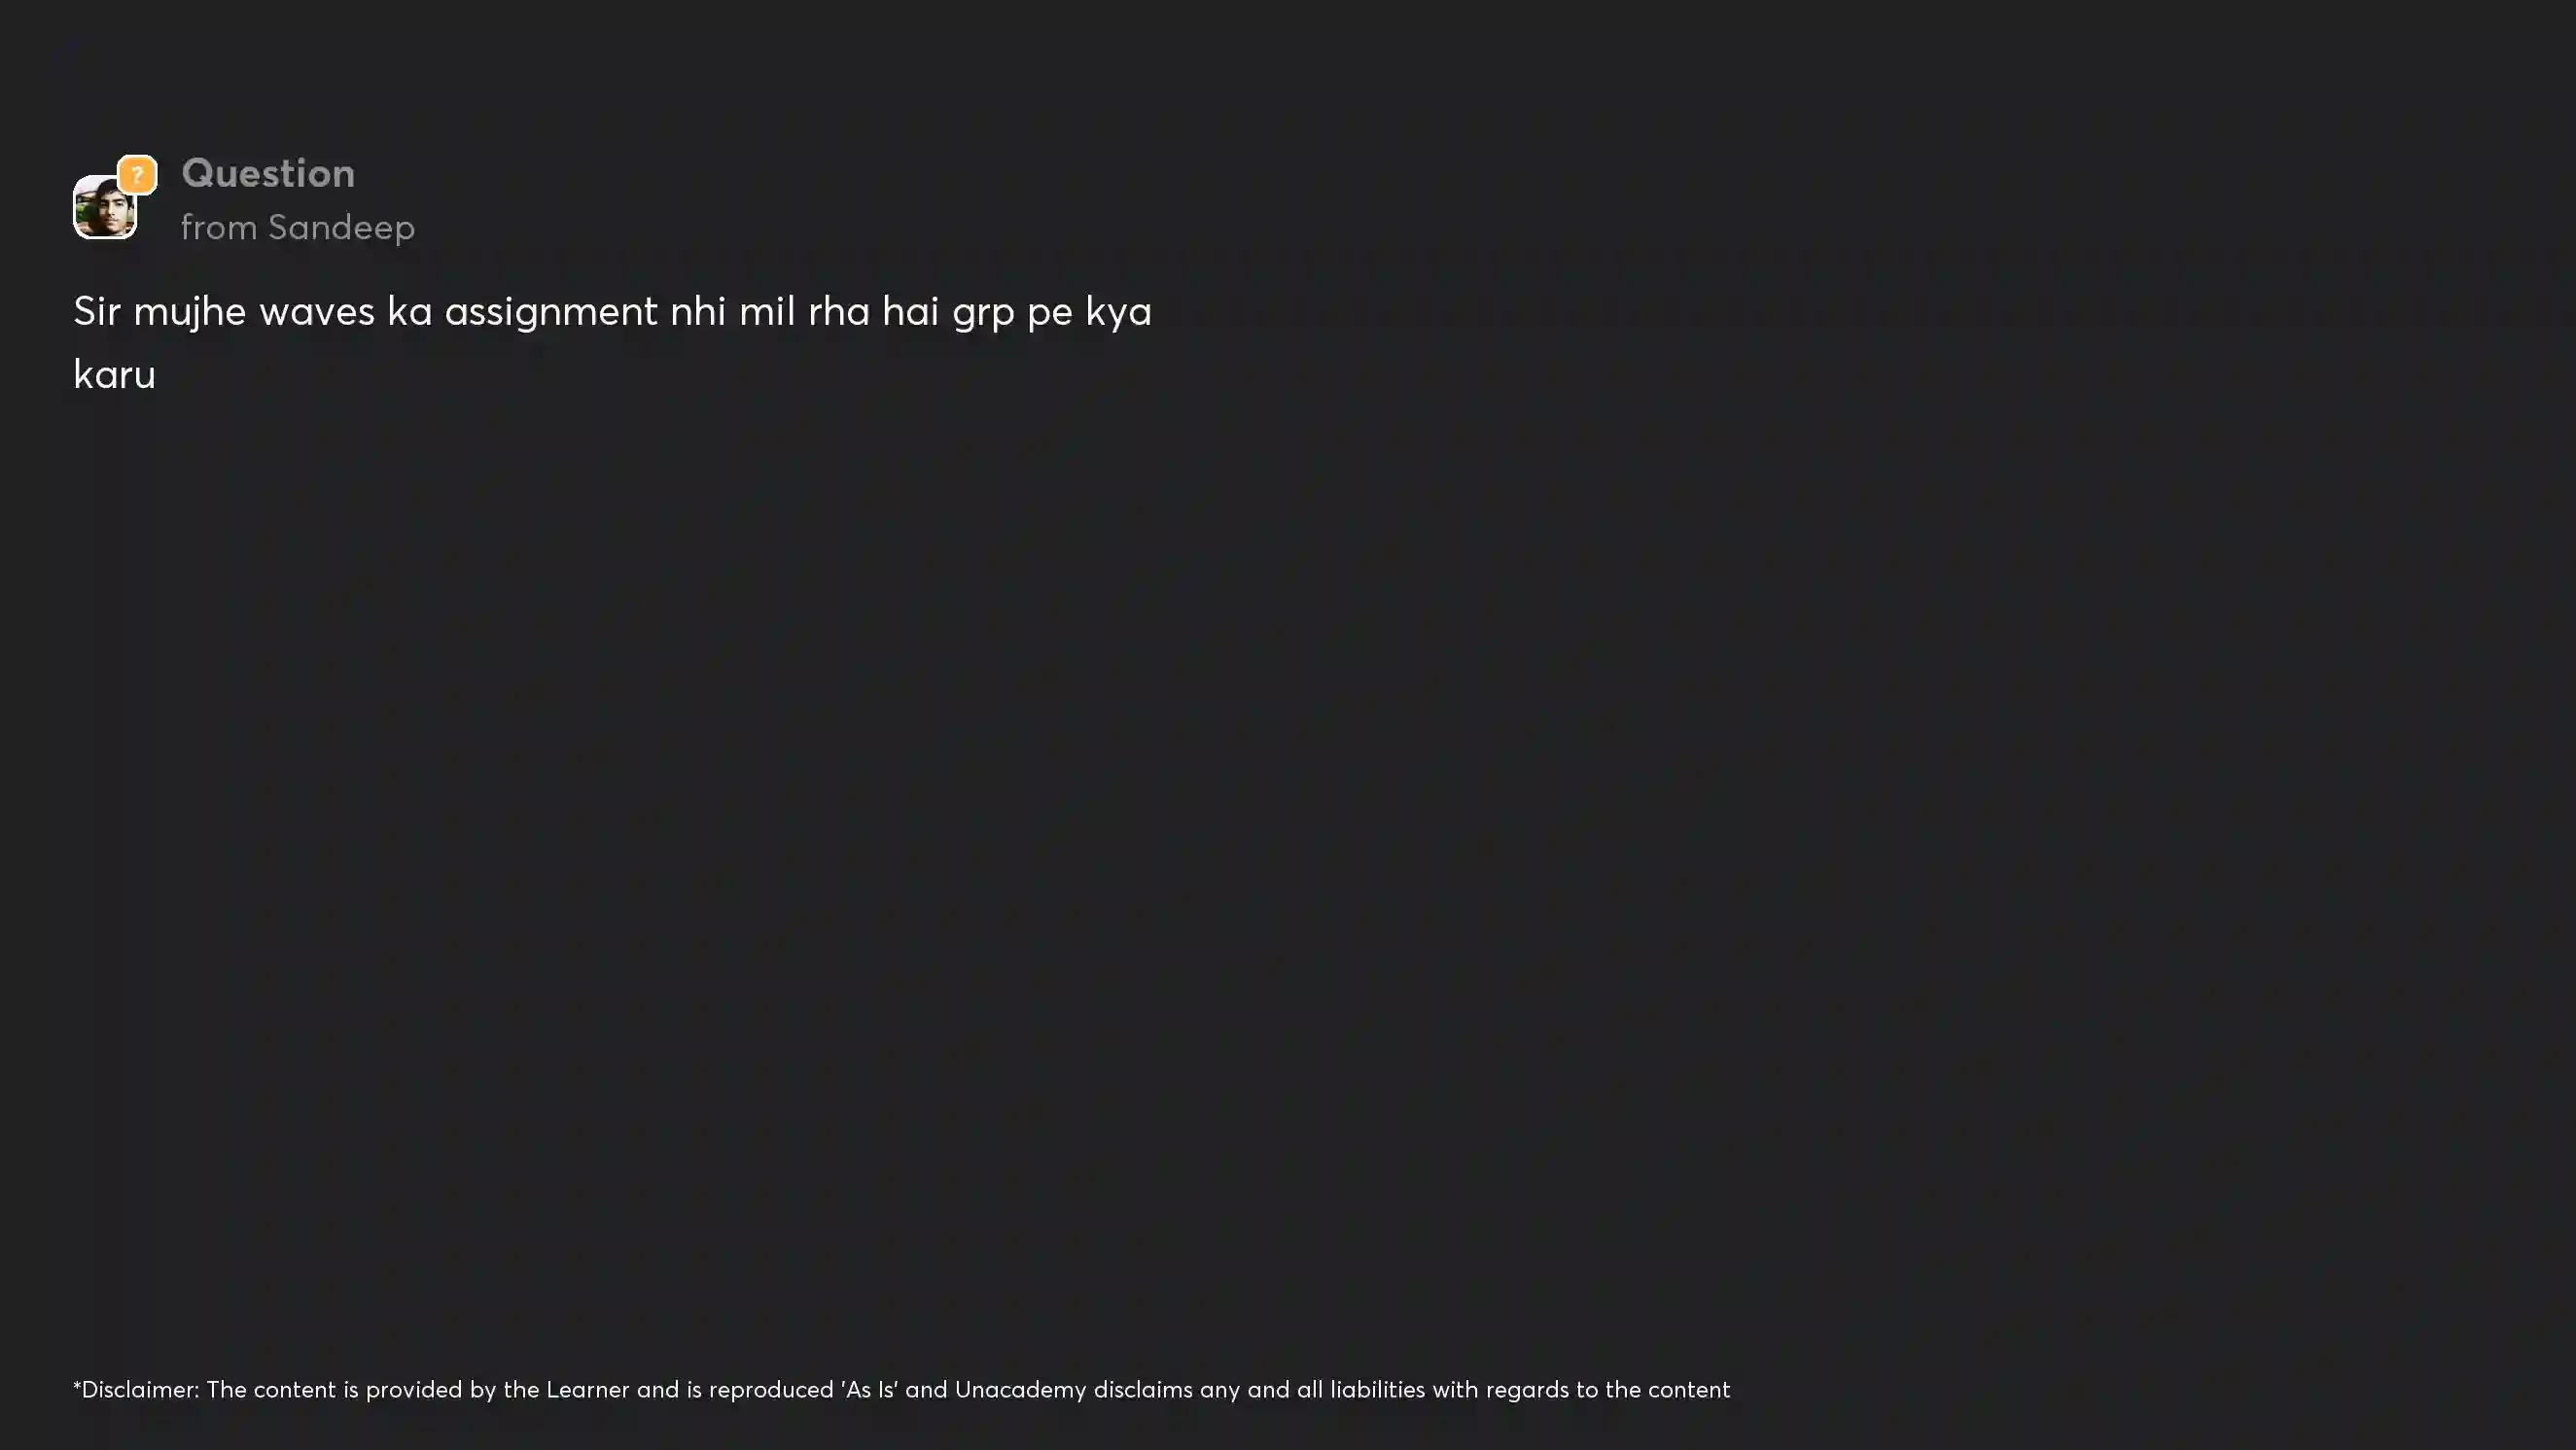 ?
Question
from Sandeep
Sir mujhe waves ka assignment nhi mil rha hai grp pe kya
karu
*Disclaimer: The content is provided by the Learner and is reproduced 'As Is' and Unacademy disclaims any and all liabilities with regards to the content